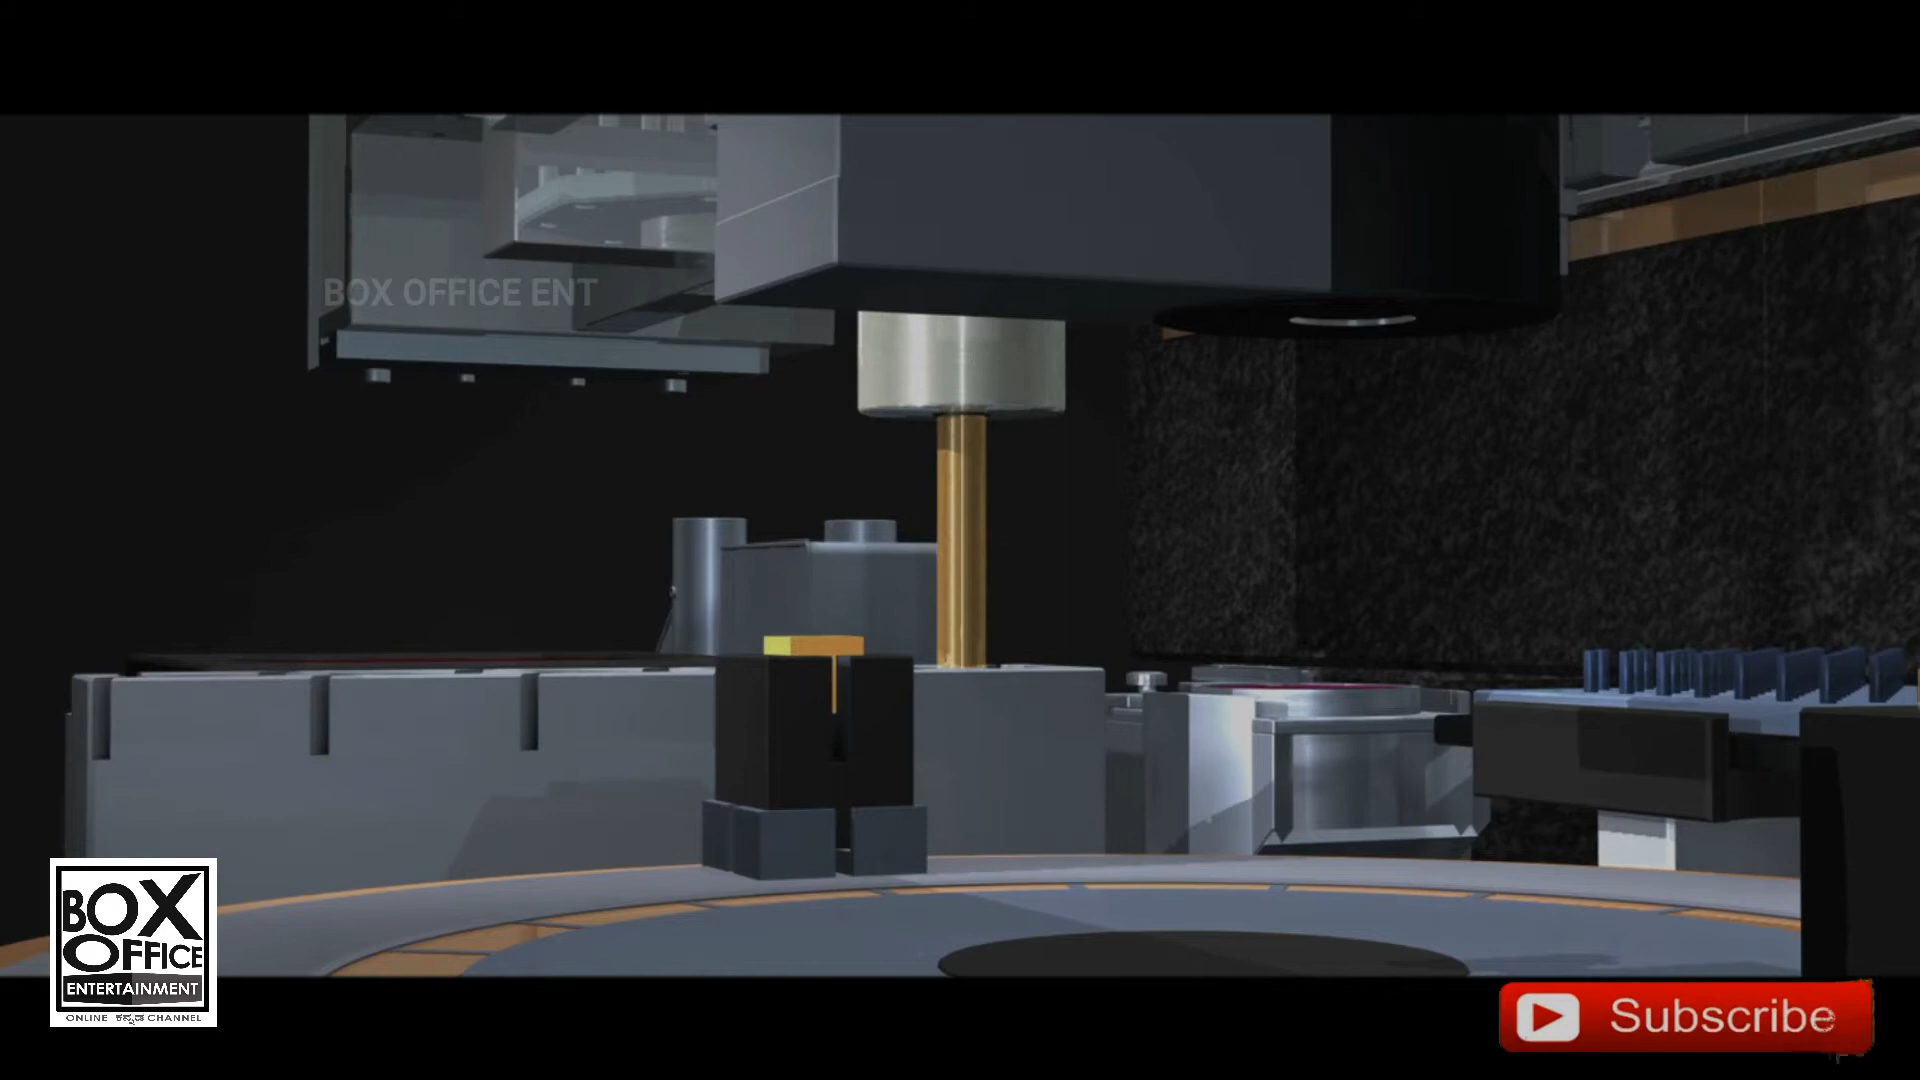 BOX OFFICE ENT
BOX
OFFICE
ENTERTAINMENT
ONLINE ಕನ್ನಡ CHANNEL
Subscribe